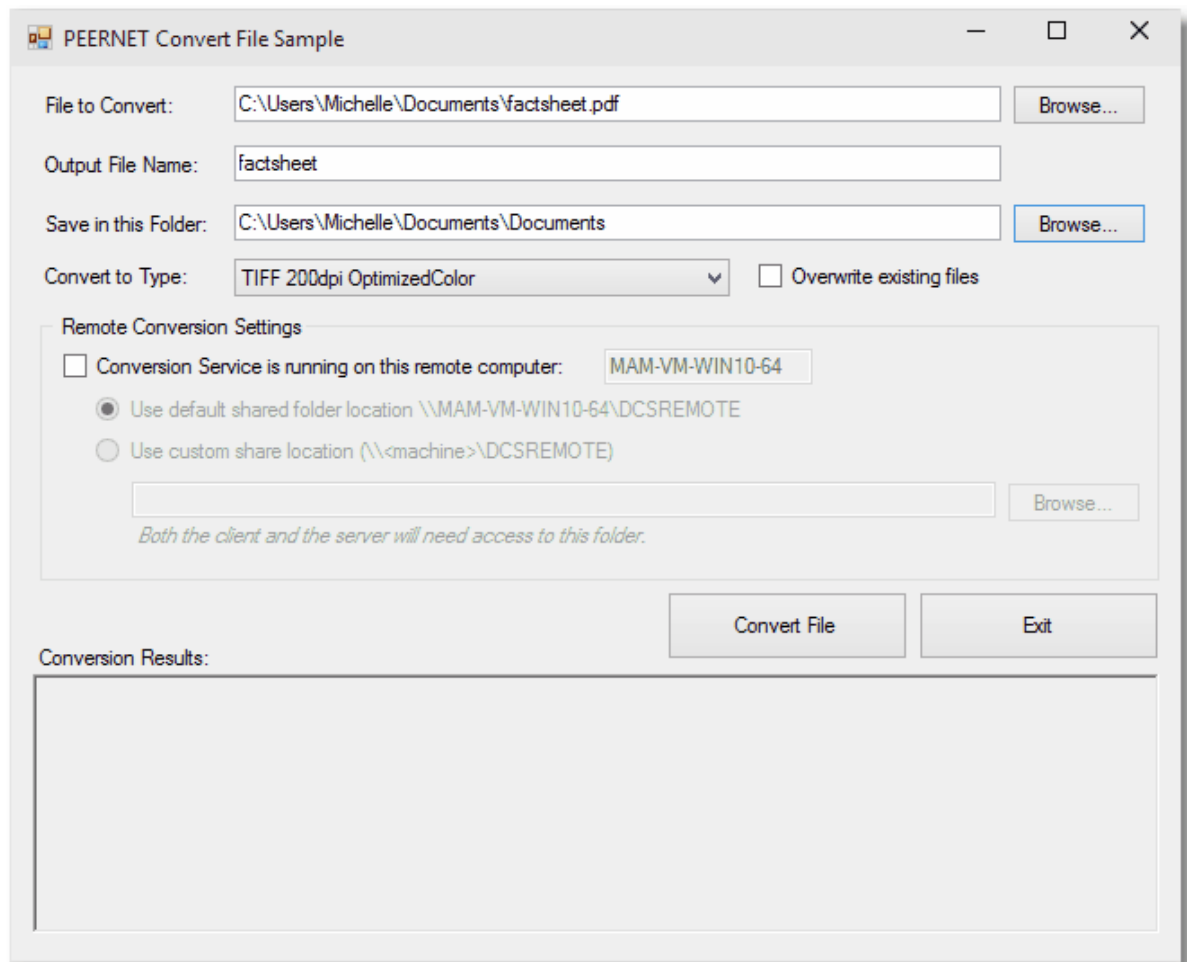 PEERNET Convert File Sample
File to Convert: C:\Users\Michelle\Documents\factsheet.pdf Browse...
Output File Name: factsheet
Save in this Folder: C:\Users\Michelle\Documents\Documents Browse...
Convert to Type: TIFF 200dpi OptimizedColor Overwrite existing files
Remote Conversion Settings
Conversion Service is running on this remote computer: MAM-VM-WIN10-64
Use default shared folder location \\MAM-VM-WIN10-64\DCSREMOTE
Use custom share location (\\<machine>\DCSREMOTE)
Browse...
Both the client and the server will need access to this folder.
Convert File Exit
Conversion Results: